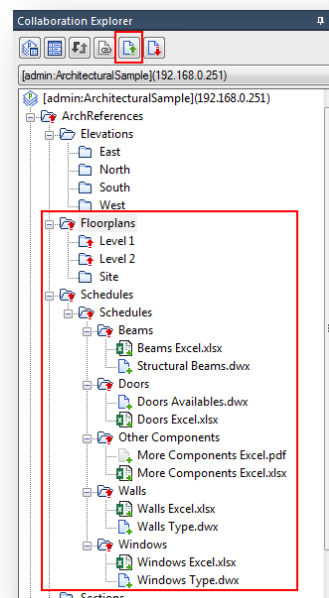 Collaboration Explorer
[admin:ArchitecturalSample](192.168.0.251)
[admin:ArchitecturalSample](192.168.0.251)
ArchReferences
Elevations
East
North
South
West
Floorplans
Level 1
Level 2
Site
Schedules
Schedules
Beams
Beams Excel.xlsx
Structural Beams.dwx
Doors
Doors Availables.dwx
Doors Excel.xlsx
Other Components
More Components Excel.pdf
More Components Excel.xlsx
Walls
Walls Excel.xlsx
Walls Type.dwx
Windows
Windows Excel.xlsx
Windows Type.dwx
Sections